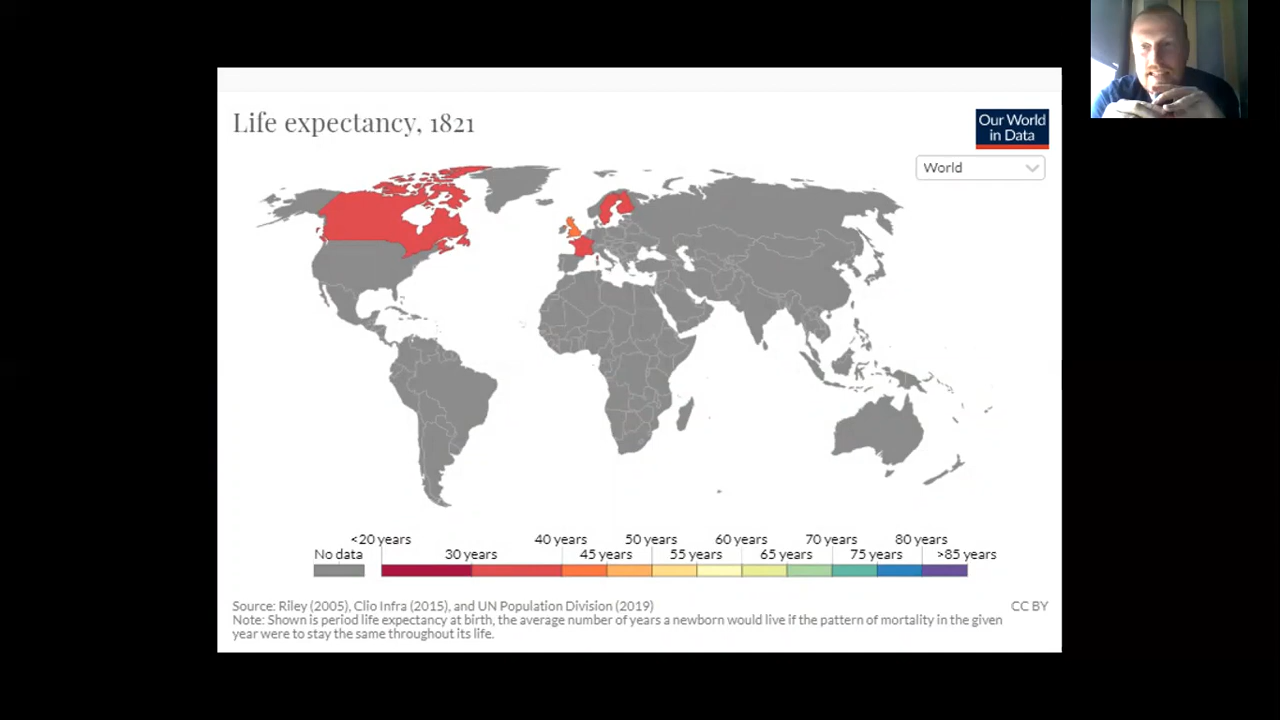 Life expectancy, 1821
Our World
in Data
World
<20 years
40 years
50 years
60 years
70 years
80 years
No data
30 years
45 years
55 years
65 years
75 years
>85 years
Source: Riley (2005), Clio Infra (2015), and UN Population Division (2019)
CC BY
Note: Shown is period life expectancy at birth, the average number of years a newborn would live if the pattern of mortality in the given
year were to stay the same throughout its life.